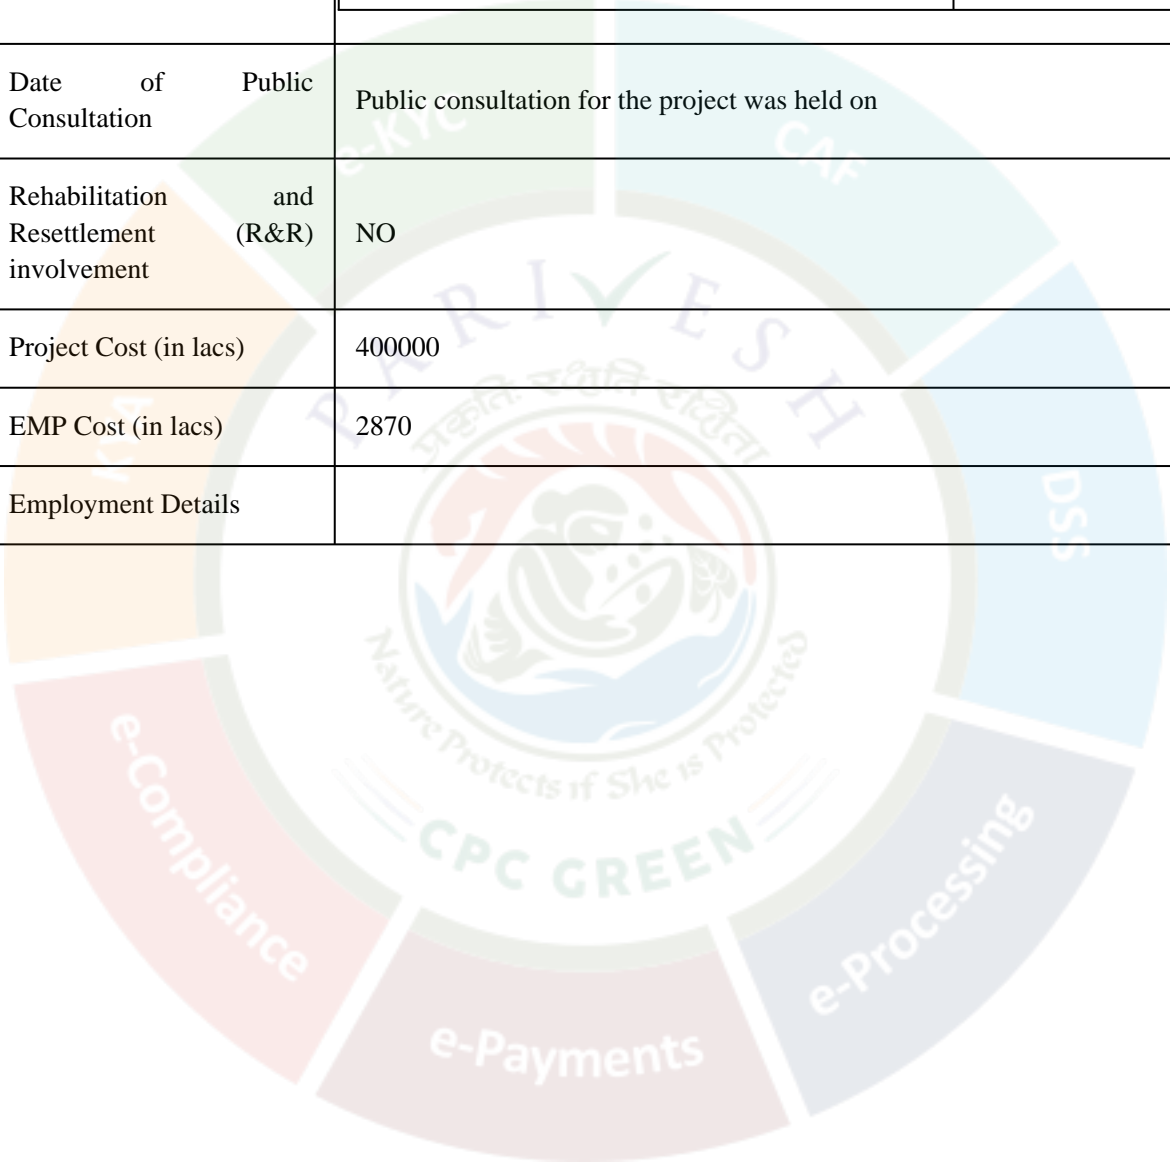 Date of Public
Consultation
Public consultation for the project was held on
Rehabilitation and
Resettlement (R&R)
involvement
NO
Project Cost (in lacs)
400000
EMP Cost (in lacs)
2870
Employment Details
e-KYC
CAF
KYA
DSS
PARIVESH
प्रकृति: रक्षति रक्षिता
Nature Protects if She is Protected
CPC GREEN
e-Compliance
e-Processing
e-Payments